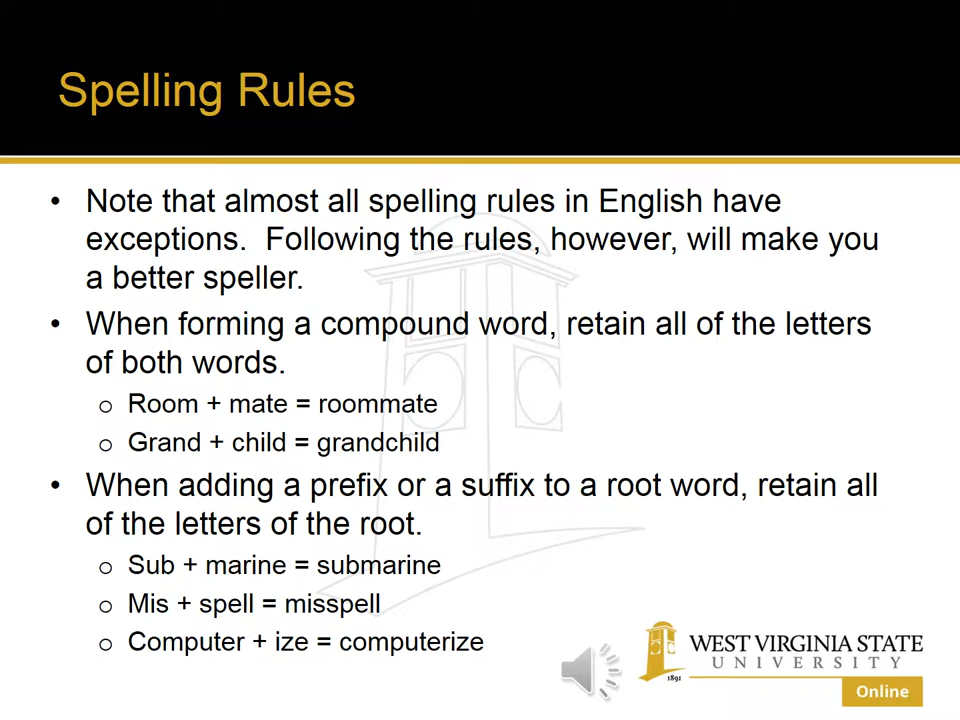 Spelling Rules
• Note that almost all spelling rules in English have
exceptions.  Following the rules, however, will make you
a better speller.
• When forming a compound word, retain all of the letters
of both words.
o Room + mate = roommate
o Grand + child = grandchild
• When adding a prefix or a suffix to a root word, retain all
of the letters of the root.
o Sub + marine = submarine
o Mis + spell = misspell
o Computer + ize = computerize
WEST VIRGINIA STATE
UNIVERSITY
1891
Online